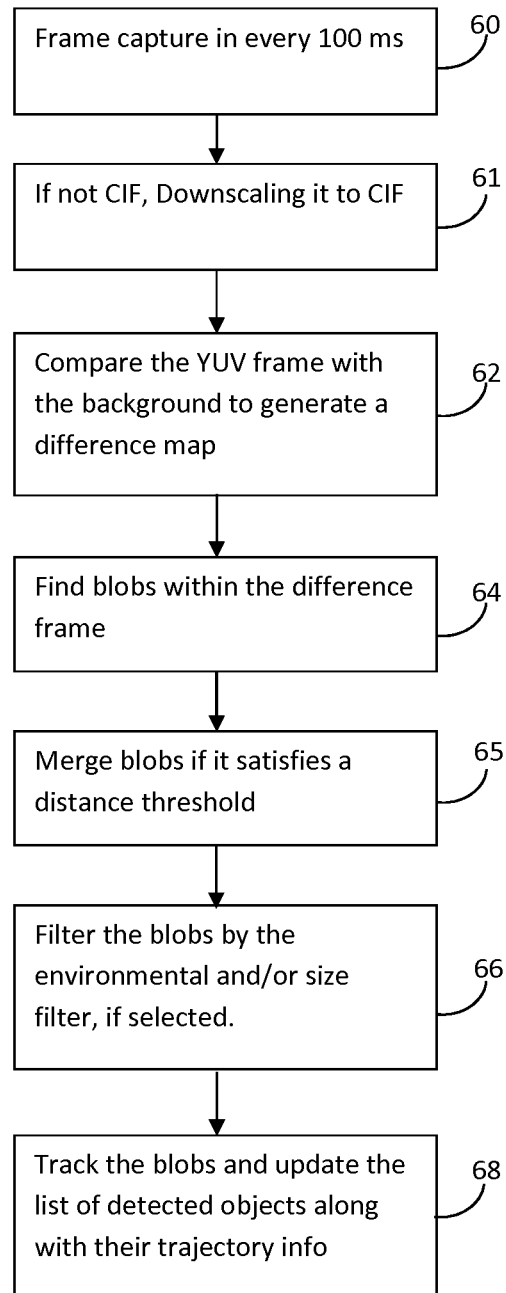 Frame capture in every 100 ms
60
If not CIF, Downscaling it to CIF
61
Compare the YUV frame with
the background to generate a
difference map
62
Find blobs within the difference
frame
64
Merge blobs if it satisfies a
distance threshold
65
Filter the blobs by the
environmental and/or size
filter, if selected.
66
Track the blobs and update the
list of detected objects along
with their trajectory info
68